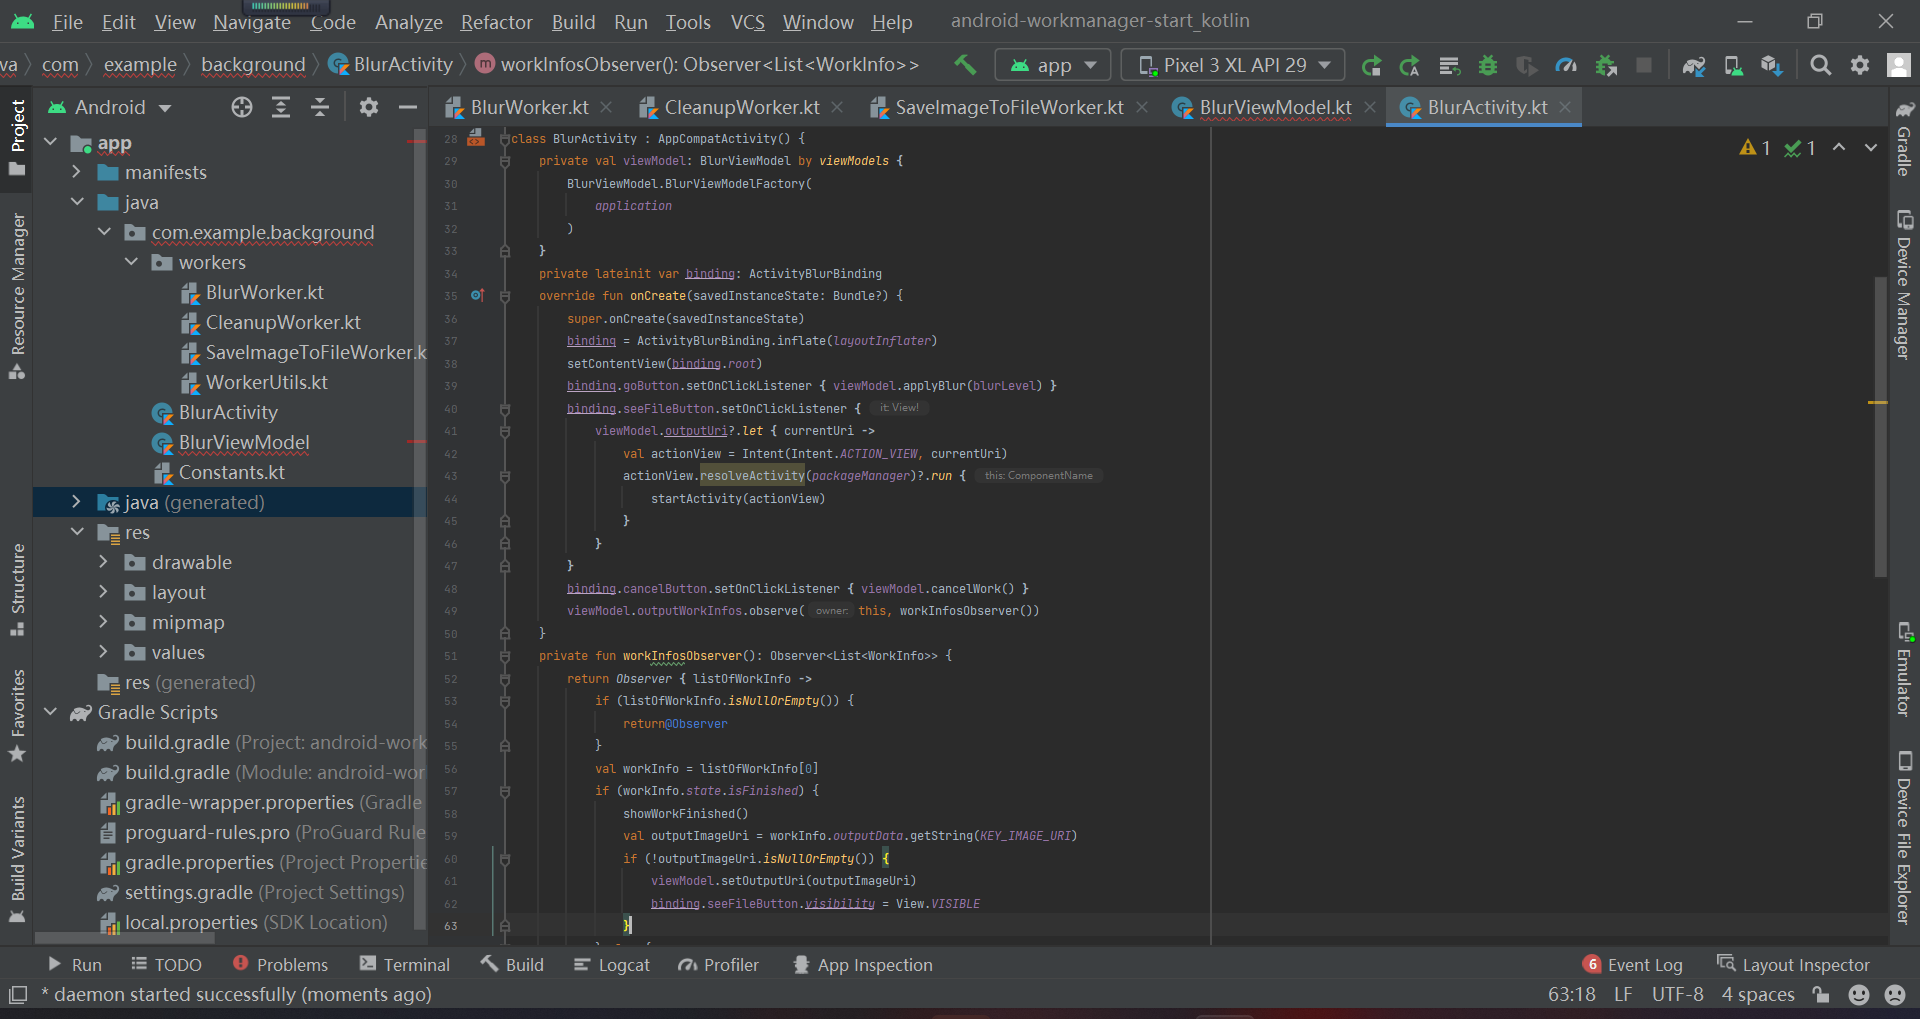 File Edit View Navigate Code Analyze Refactor Build Run Tools VCS Window Help android-workmanager-start_kotlin
va com example background BlurActivity m workInfosObserver(): Observer<List<WorkInfo>> app Pixel 3 XL API 29
Project
Resource Manager
Structure
Favorites
Build Variants
Android
app
manifests
java
com.example.background
workers
BlurWorker.kt
CleanupWorker.kt
SaveImageToFileWorker.k
WorkerUtils.kt
BlurActivity
BlurViewModel
Constants.kt
java (generated)
res
drawable
layout
mipmap
values
res (generated)
Gradle Scripts
build.gradle (Project: android-work
build.gradle (Module: android-wor
gradle-wrapper.properties (Gradle
proguard-rules.pro (ProGuard Rule
gradle.properties (Project Propertie
settings.gradle (Project Settings)
local.properties (SDK Location)
BlurWorker.kt CleanupWorker.kt SaveImageToFileWorker.kt BlurViewModel.kt BlurActivity.kt
1 1
28 class BlurActivity : AppCompatActivity() {
29 private val viewModel: BlurViewModel by viewModels {
30 BlurViewModel.BlurViewModelFactory(
31 application
32 )
33 }
34 private lateinit var binding: ActivityBlurBinding
35 override fun onCreate(savedInstanceState: Bundle?) {
36 super.onCreate(savedInstanceState)
37 binding = ActivityBlurBinding.inflate(layoutInflater)
38 setContentView(binding.root)
39 binding.goButton.setOnClickListener { viewModel.applyBlur(blurLevel) }
40 binding.seeFileButton.setOnClickListener { it: View!
41 viewModel.outputUri?.let { currentUri ->
42 val actionView = Intent(Intent.ACTION_VIEW, currentUri)
43 actionView.resolveActivity(packageManager)?.run { this: ComponentName
44 startActivity(actionView)
45 }
46 }
47 }
48 binding.cancelButton.setOnClickListener { viewModel.cancelWork() }
49 viewModel.outputWorkInfos.observe( owner: this, workInfosObserver())
50 }
51 private fun workInfosObserver(): Observer<List<WorkInfo>> {
52 return Observer { listOfWorkInfo ->
53 if (listOfWorkInfo.isNullOrEmpty()) {
54 return@Observer
55 }
56 val workInfo = listOfWorkInfo[0]
57 if (workInfo.state.isFinished) {
58 showWorkFinished()
59 val outputImageUri = workInfo.outputData.getString(KEY_IMAGE_URI)
60 if (!outputImageUri.isNullOrEmpty()) {
61 viewModel.setOutputUri(outputImageUri)
62 binding.seeFileButton.visibility = View.VISIBLE
63 }
Gradle
Device Manager
Emulator
Device File Explorer
Run TODO Problems Terminal Build Logcat Profiler App Inspection 6 Event Log Layout Inspector
* daemon started successfully (moments ago) 63:18 LF UTF-8 4 spaces